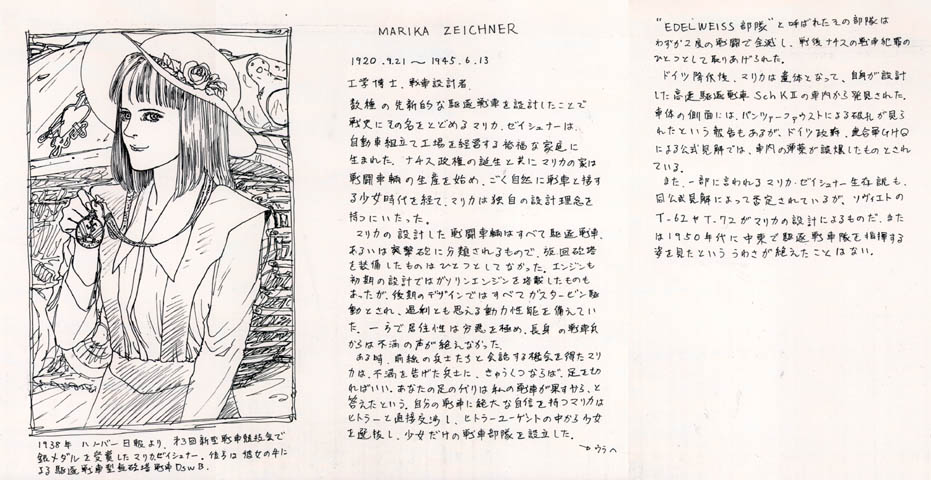 MARIKA ZEICHNER
1920.9.21～1945.6.13
工学博士、戦車設計者。
数種の先新的な駆逐戦車を設計したことで
戦史にその名をとどめるマリカ・ゼイシュナーは、
自動車組立て工場を経営する裕福な家庭に
生まれた。ナチス政権の誕生と共にマリカの家は
戦闘車輌の生産を始め、ごく自然に戦車と接す
る少女時代を経て、マリカは独自の設計理念を
持つにいたった。
マリカの設計した戦闘車輌はすべて駆逐戦車、
あるいは突撃砲に分類されるもので、旋回砲塔
を装備したものはひとつとしてなかった。エンジンも
初期の設計ではガソリンエンジンを搭載したものも
あったが、後期のデザインではすべてガスタービン駆
動とされ、過剰とも思える動力性能を備えてい
た。一方で居住性は劣悪を極め、長身の戦車兵
からは不満の声が絶えなかった。
ある時、前線の兵士たちと会談する機会を得たマリ
カは、不満を告げた兵士に、きゅうくつならば、足を切
ればいい。あなたの足の代りは私の戦車が果すから、と
答えたという。自分の戦車に絶大な自信を持つマリカは
ヒトラーと直接交渉し、ヒトラーユーゲントの中から少女
を選抜し、少女だけの戦車部隊を設立した。
→ウラへ
1938年 ハノーバー日報より、第3回新型戦車競技会で
銀メダルを受賞したマリカ・ゼイシュナー。後ろは彼女の手に
よる駆逐戦車型無砲塔戦車DswB.
"EDELWEISS部隊"と呼ばれたその部隊は
わずか2度の戦闘で全滅し、戦後ナチスの戦争犯罪の
ひとつとして取りあげられた。
ドイツ降伏後、マリカは遺体となって、自身が設計
した高速駆逐戦車SchKⅡの車内から発見された。
車体の側面には、パンツァーファウストによる破孔が見ら
れたという報告もあるが、ドイツ政府、連合軍GHQ
による公式見解では、車内の弾薬が誘爆したものとされ
ている。
また、一部に言われるマリカ・ゼイシュナー生存説も、
同公式見解によって否定されているが、ソヴィエトの
T-62やT-72がマリカの設計によるものだ、また
は1950年代に中東で駆逐戦車隊を指揮する
姿を見たといううわさが絶えたことはない。